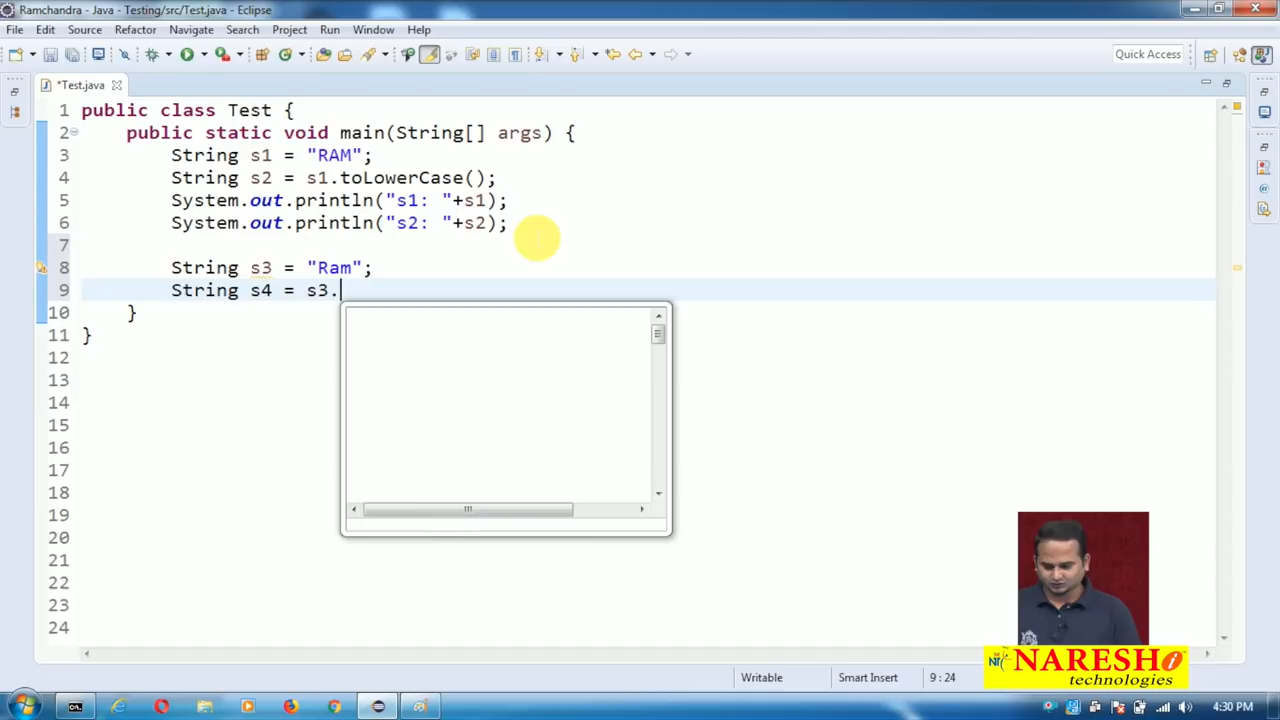 Ramchandra - Java - Testing/src/Test.java - Eclipse
File Edit Source Refactor Navigate Search Project Run Window Help
Quick Access
*Test.java
1 public class Test {
2 public static void main(String[] args) {
3 String s1 = "RAM";
4 String s2 = s1.toLowerCase();
5 System.out.println("s1: "+s1);
6 System.out.println("s2: "+s2);
7
8 String s3 = "Ram";
9 String s4 = s3.
10 }
11 }
12
13
14
15
16
17
18
19
20
21
22
23
24
NARESH i
technologies
Writable Smart Insert 9 : 24
4:30 PM